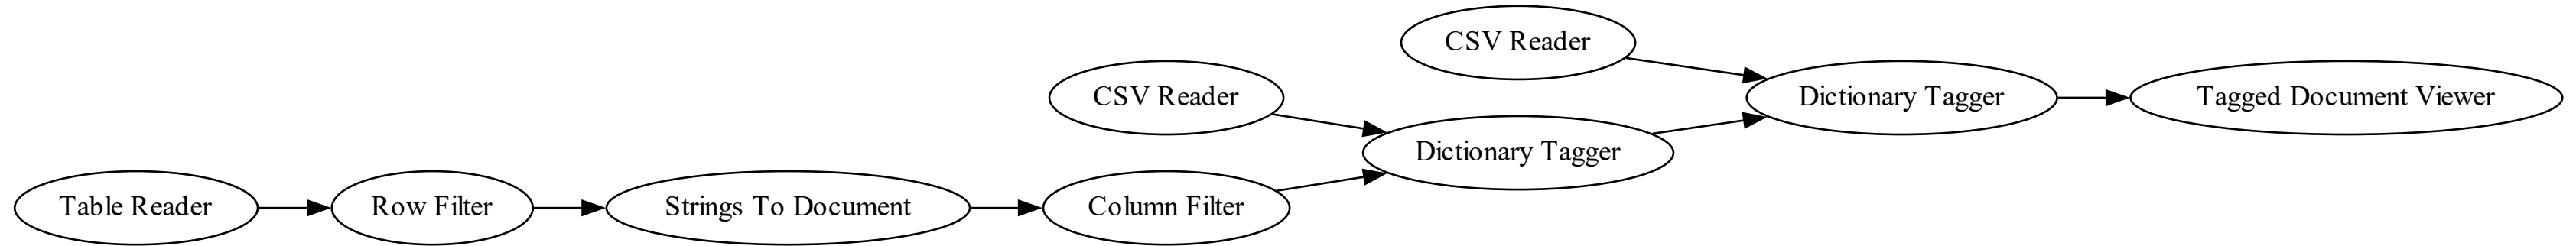 CSV Reader
CSV Reader
Dictionary Tagger
Tagged Document Viewer
Dictionary Tagger
Table Reader
Row Filter
Strings To Document
Column Filter